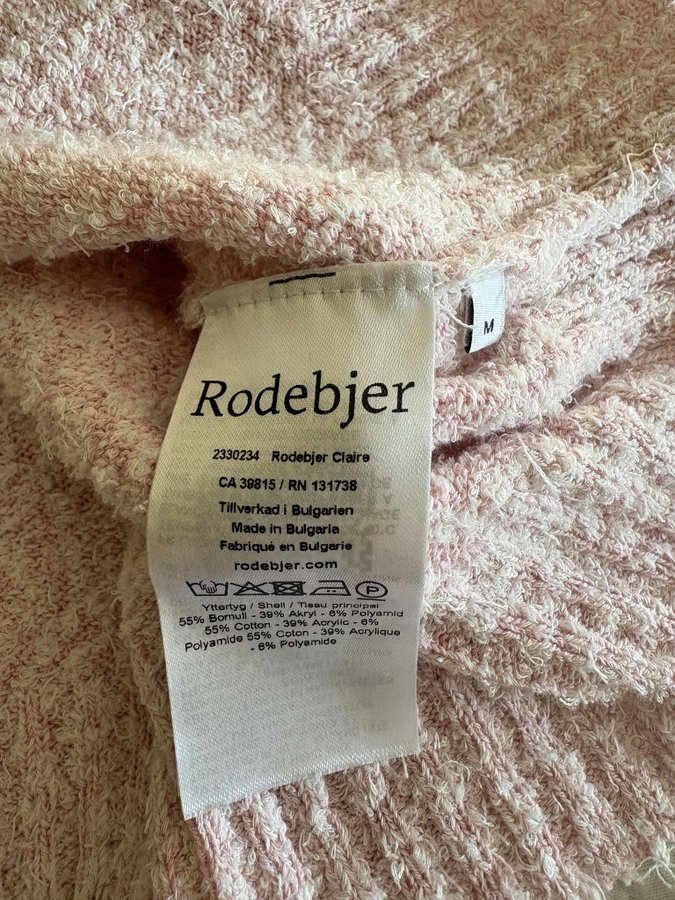 Rodebjer
M
2330234 Rodebjer Claire
CA 39815 / RN 131738
Tillverkad i Bulgarien
Made in Bulgaria
Fabriqué en Bulgarie
rodebjer.com
Yttertyg / Shell / Tissu principal
55% Bomull - 39% Akryl - 6% Polyamid
55% Cotton - 39% Acrylic - 6%
Polyamide 55% Coton - 39% Acrylique
- 6% Polyamide